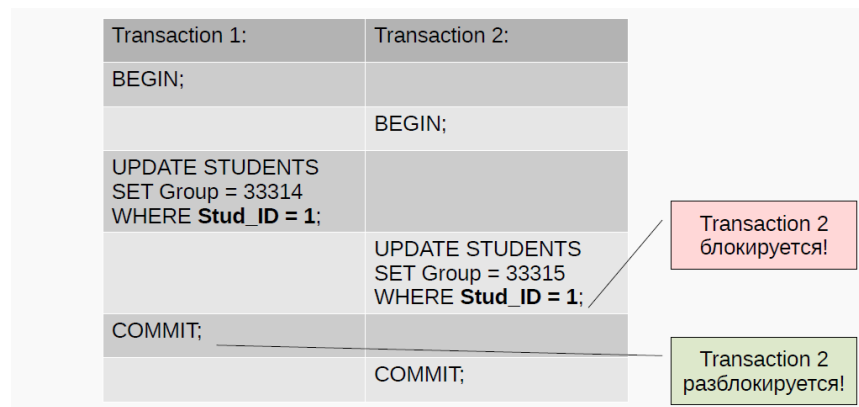 Transaction 1:
Transaction 2:
BEGIN;
BEGIN;
UPDATE STUDENTS
SET Group = 33314
WHERE Stud_ID = 1;
UPDATE STUDENTS
SET Group = 33315
WHERE Stud_ID = 1;
Transaction 2
блокируется!
COMMIT;
Transaction 2
разблокируется!
COMMIT;